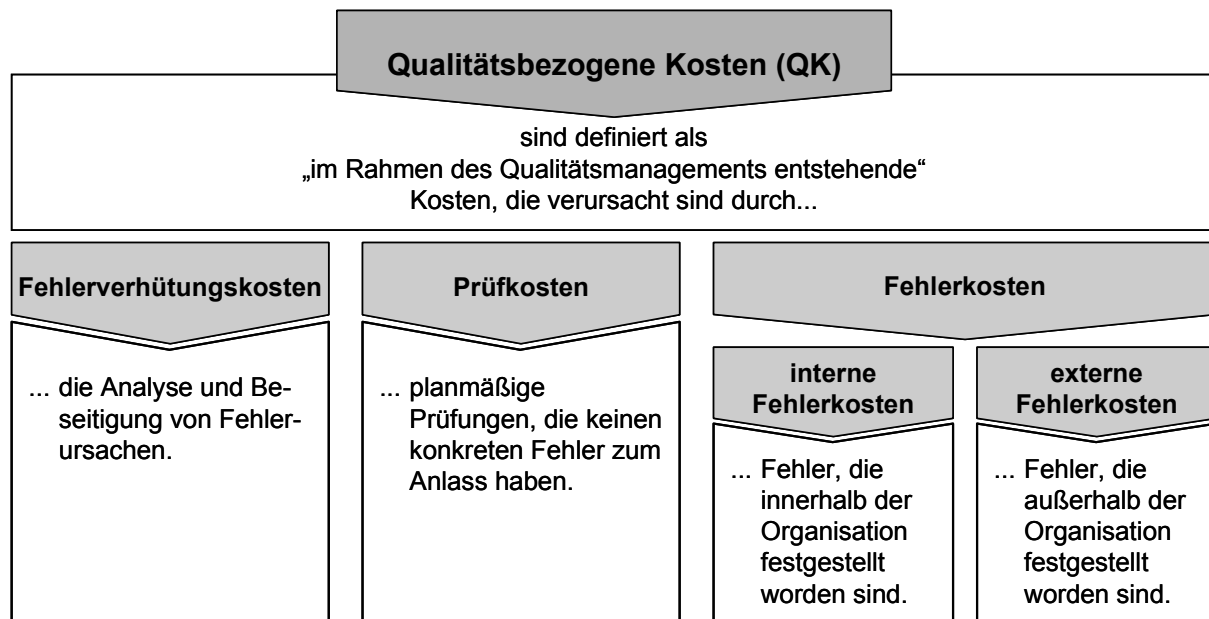 Qualitätsbezogene Kosten (QK)
sind definiert als
„im Rahmen des Qualitätsmanagements entstehende“
Kosten, die verursacht sind durch...
Fehlerverhütungskosten
... die Analyse und Be-
seitigung von Fehler-
ursachen.
Prüfkosten
... planmäßige
Prüfungen, die keinen
konkreten Fehler zum
Anlass haben.
Fehlerkosten
interne
Fehlerkosten
... Fehler, die
innerhalb der
Organisation
festgestellt
worden sind.
externe
Fehlerkosten
... Fehler, die
außerhalb der
Organisation
festgestellt
worden sind.